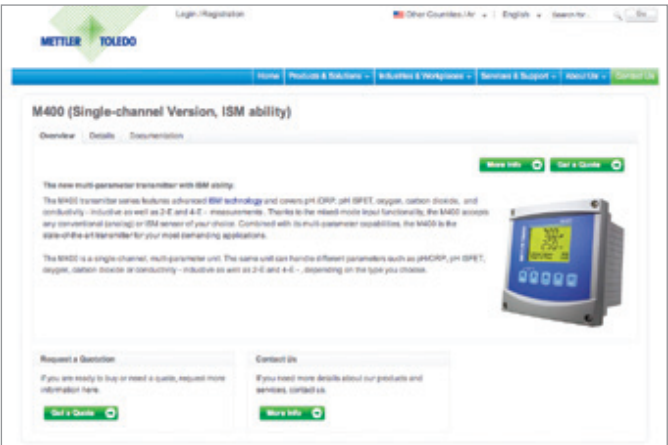 Login / Registration
Other Countries / Int
English
Search for...
Go
METTLER TOLEDO
Home
Products & Solutions
Industries & Workplaces
Services & Support
About Us
Contact Us
M400 (Single-channel Version, ISM ability)
Overview
Details
Documentation
More Info
Get a Quote
The new multi-parameter transmitter with ISM ability.
The M400 transmitter series features advanced ISM technology and covers pH /ORP, pH ISFET, oxygen, carbon dioxide, and
conductivity - inductive as well as 2-E and 4-E - measurements. Thanks to the mixed-mode input functionality, the M400 accepts
any conventional (analog) or ISM sensor of your choice. Combined with its multi-parameter capabilities, the M400 is the
state-of-the-art transmitter for your most demanding applications.
The M400 is a single channel, multi-parameter unit. The same unit can handle different parameters such as pH/ORP, pH ISFET,
oxygen, carbon dioxide or conductivity - inductive as well as 2-E and 4-E - , depending on the type you choose.
Request a Quotation
If you are ready to buy or need a quote, request more
information here.
Get a Quote
Contact Us
If you need more details about our products and
services, contact us.
More Info